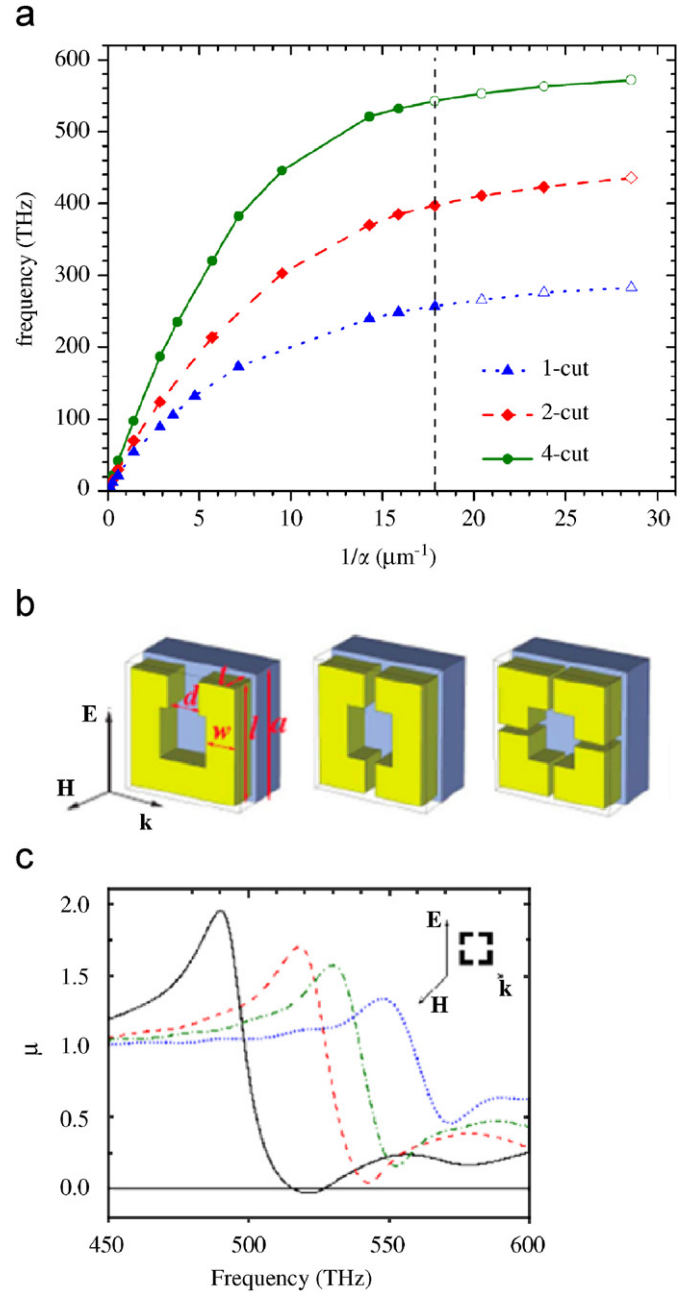 a
600
500
400
300
200
100
0
frequency (THz)
1-cut
2-cut
4-cut
0 5 10 15 20 25 30
1/α (μm⁻¹)
b
E
H
k
t
d
w
l
a
c
2.0
1.5
1.0
0.5
0.0
μ
E
H
k
450 500 550 600
Frequency (THz)